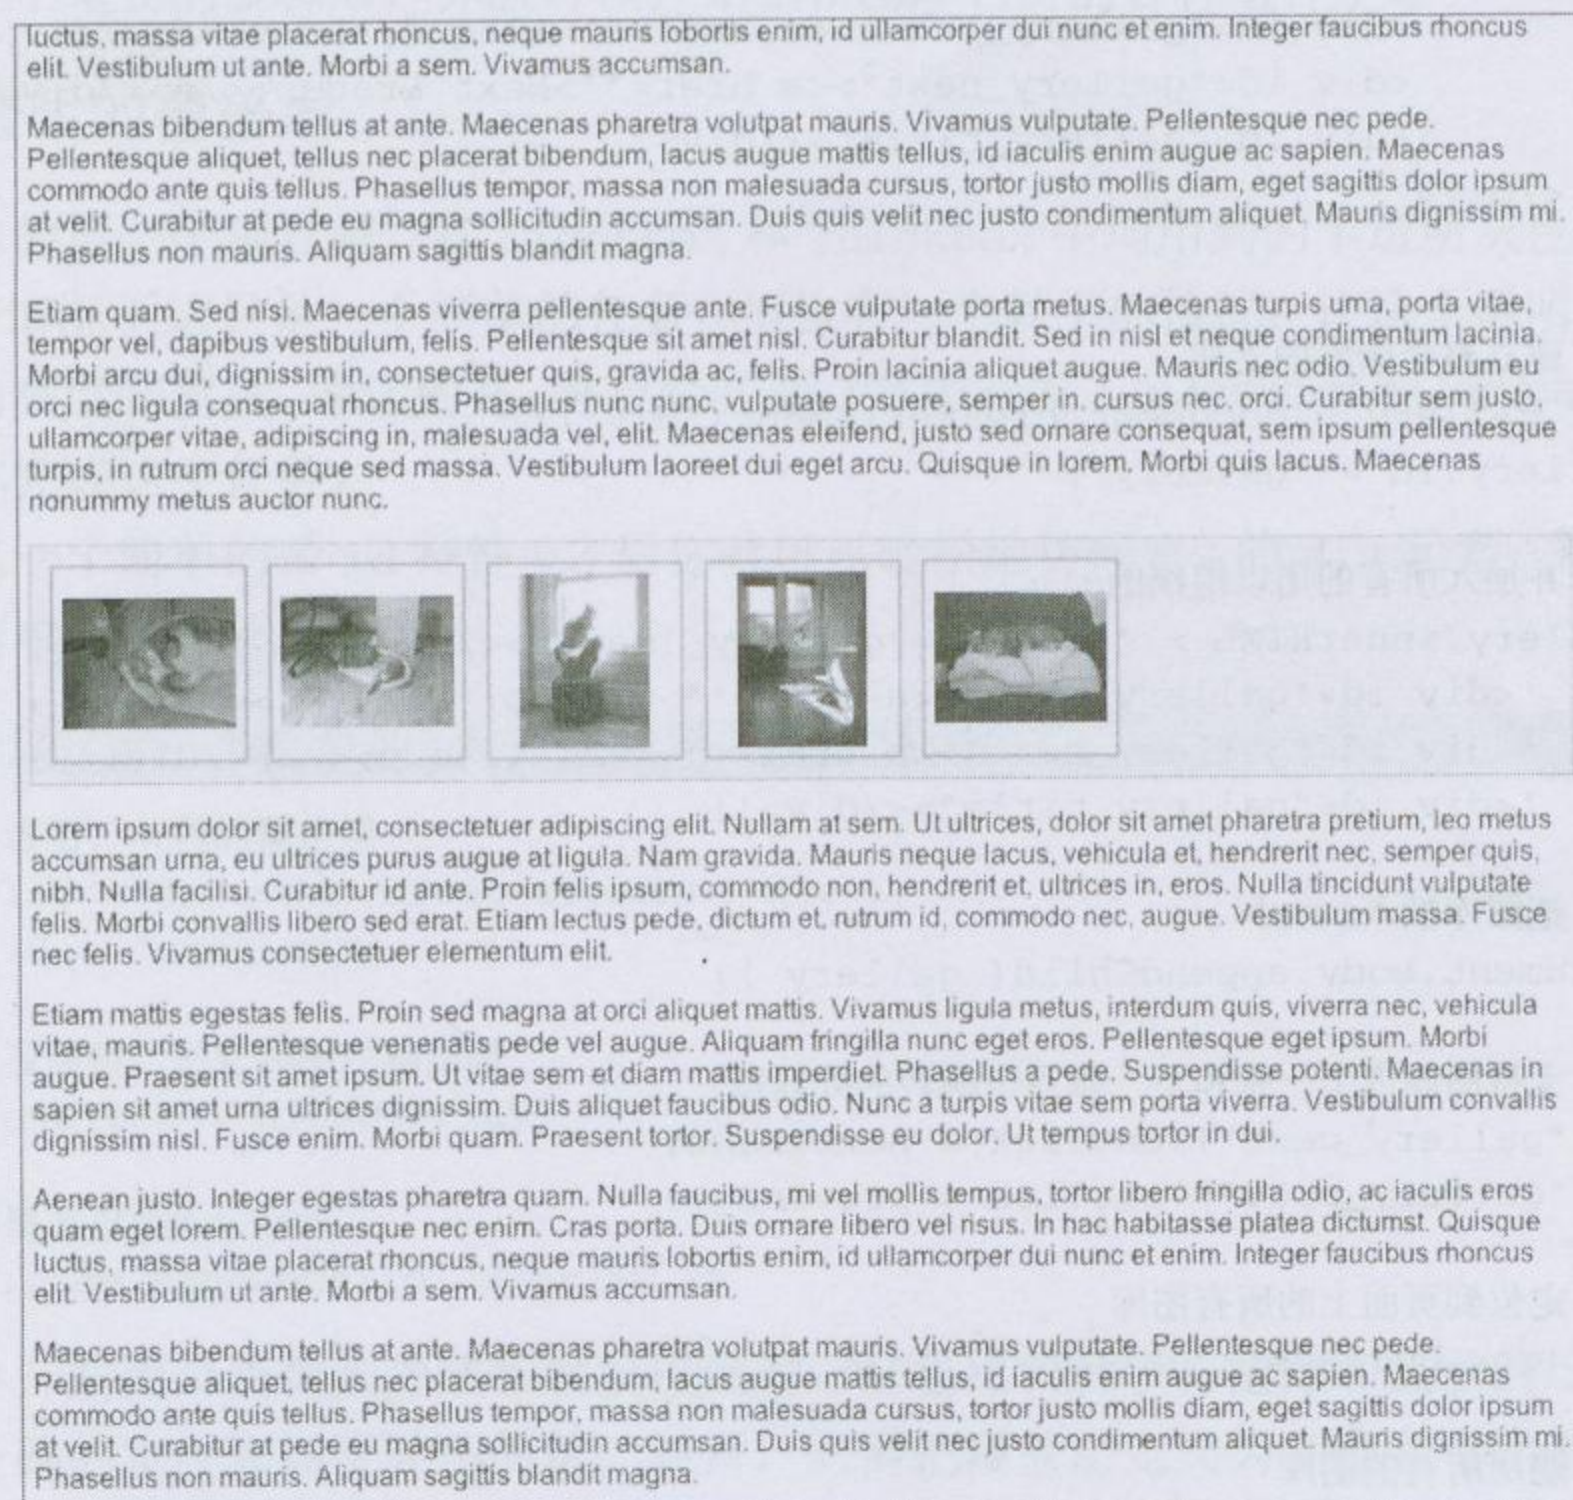 luctus, massa vitae placerat rhoncus, neque mauris lobortis enim, id ullamcorper dui nunc et enim. Integer faucibus rhoncus
elit. Vestibulum ut ante. Morbi a sem. Vivamus accumsan.
Maecenas bibendum tellus at ante. Maecenas pharetra volutpat mauris. Vivamus vulputate. Pellentesque nec pede.
Pellentesque aliquet, tellus nec placerat bibendum, lacus augue mattis tellus, id iaculis enim augue ac sapien. Maecenas
commodo ante quis tellus. Phasellus tempor, massa non malesuada cursus, tortor justo mollis diam, eget sagittis dolor ipsum
at velit. Curabitur at pede eu magna sollicitudin accumsan. Duis quis velit nec justo condimentum aliquet. Mauris dignissim mi.
Phasellus non mauris. Aliquam sagittis blandit magna.
Etiam quam. Sed nisi. Maecenas viverra pellentesque ante. Fusce vulputate porta metus. Maecenas turpis urna, porta vitae,
tempor vel, dapibus vestibulum, felis. Pellentesque sit amet nisl. Curabitur blandit. Sed in nisl et neque condimentum lacinia.
Morbi arcu dui, dignissim in, consectetuer quis, gravida ac, felis. Proin lacinia aliquet augue. Mauris nec odio. Vestibulum eu
orci nec ligula consequat rhoncus. Phasellus nunc nunc, vulputate posuere, semper in, cursus nec, orci. Curabitur sem justo,
ullamcorper vitae, adipiscing in, malesuada vel, elit. Maecenas eleifend, justo sed ornare consequat, sem ipsum pellentesque
turpis, in rutrum orci neque sed massa. Vestibulum laoreet dui eget arcu. Quisque in lorem. Morbi quis lacus. Maecenas
nonummy metus auctor nunc.
Lorem ipsum dolor sit amet, consectetuer adipiscing elit. Nullam at sem. Ut ultrices, dolor sit amet pharetra pretium, leo metus
accumsan urna, eu ultrices purus augue at ligula. Nam gravida. Mauris neque lacus, vehicula et, hendrerit nec, semper quis,
nibh. Nulla facilisi. Curabitur id ante. Proin felis ipsum, commodo non, hendrerit et, ultrices in, eros. Nulla tincidunt vulputate
felis. Morbi convallis libero sed erat. Etiam lectus pede, dictum et, rutrum id, commodo nec, augue. Vestibulum massa. Fusce
nec felis. Vivamus consectetuer elementum elit.
Etiam mattis egestas felis. Proin sed magna at orci aliquet mattis. Vivamus ligula metus, interdum quis, viverra nec, vehicula
vitae, mauris. Pellentesque venenatis pede vel augue. Aliquam fringilla nunc eget eros. Pellentesque eget ipsum. Morbi
augue. Praesent sit amet ipsum. Ut vitae sem et diam mattis imperdiet. Phasellus a pede. Suspendisse potenti. Maecenas in
sapien sit amet urna ultrices dignissim. Duis aliquet faucibus odio. Nunc a turpis vitae sem porta viverra. Vestibulum convallis
dignissim nisl. Fusce enim. Morbi quam. Praesent tortor. Suspendisse eu dolor. Ut tempus tortor in dui.
Aenean justo. Integer egestas pharetra quam. Nulla faucibus, mi vel mollis tempus, tortor libero fringilla odio, ac iaculis eros
quam eget lorem. Pellentesque nec enim. Cras porta. Duis ornare libero vel risus. In hac habitasse platea dictumst. Quisque
luctus, massa vitae placerat rhoncus, neque mauris lobortis enim, id ullamcorper dui nunc et enim. Integer faucibus rhoncus
elit. Vestibulum ut ante. Morbi a sem. Vivamus accumsan.
Maecenas bibendum tellus at ante. Maecenas pharetra volutpat mauris. Vivamus vulputate. Pellentesque nec pede.
Pellentesque aliquet, tellus nec placerat bibendum, lacus augue mattis tellus, id iaculis enim augue ac sapien. Maecenas
commodo ante quis tellus. Phasellus tempor, massa non malesuada cursus, tortor justo mollis diam, eget sagittis dolor ipsum
at velit. Curabitur at pede eu magna sollicitudin accumsan. Duis quis velit nec justo condimentum aliquet. Mauris dignissim mi.
Phasellus non mauris. Aliquam sagittis blandit magna.